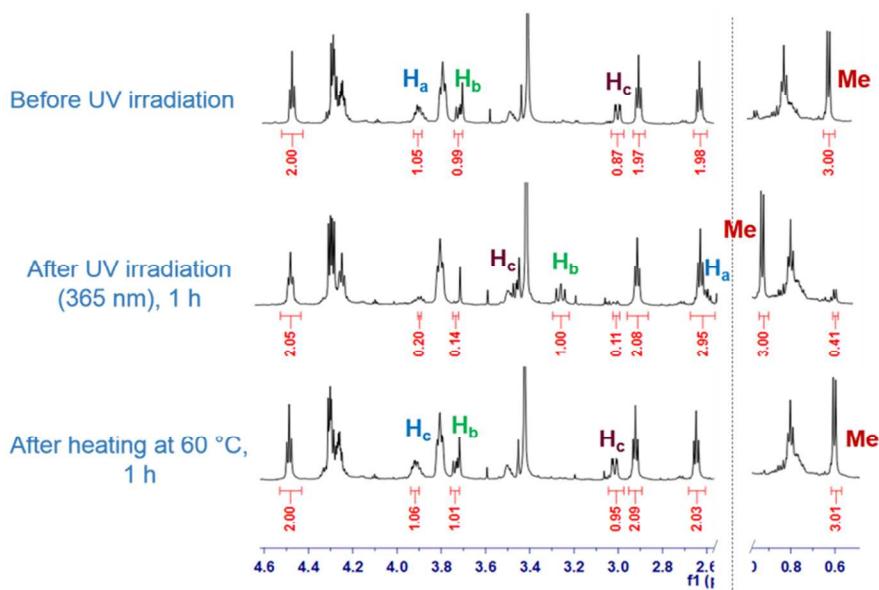 Before UV irradiation
Ha Hb Hc Me
2.00 1.05 0.99 0.87 1.97 1.98 3.00
After UV irradiation
(365 nm), 1 h
Hc Hb Ha Me
2.05 0.20 0.14 1.00 0.11 2.08 2.95 3.00 0.41
After heating at 60 °C,
1 h
Hc Hb Hc Me
2.00 1.06 1.01 0.95 2.09 2.03 3.01
4.6 4.4 4.2 4.0 3.8 3.6 3.4 3.2 3.0 2.8 2.6 0.8 0.6
f1 (